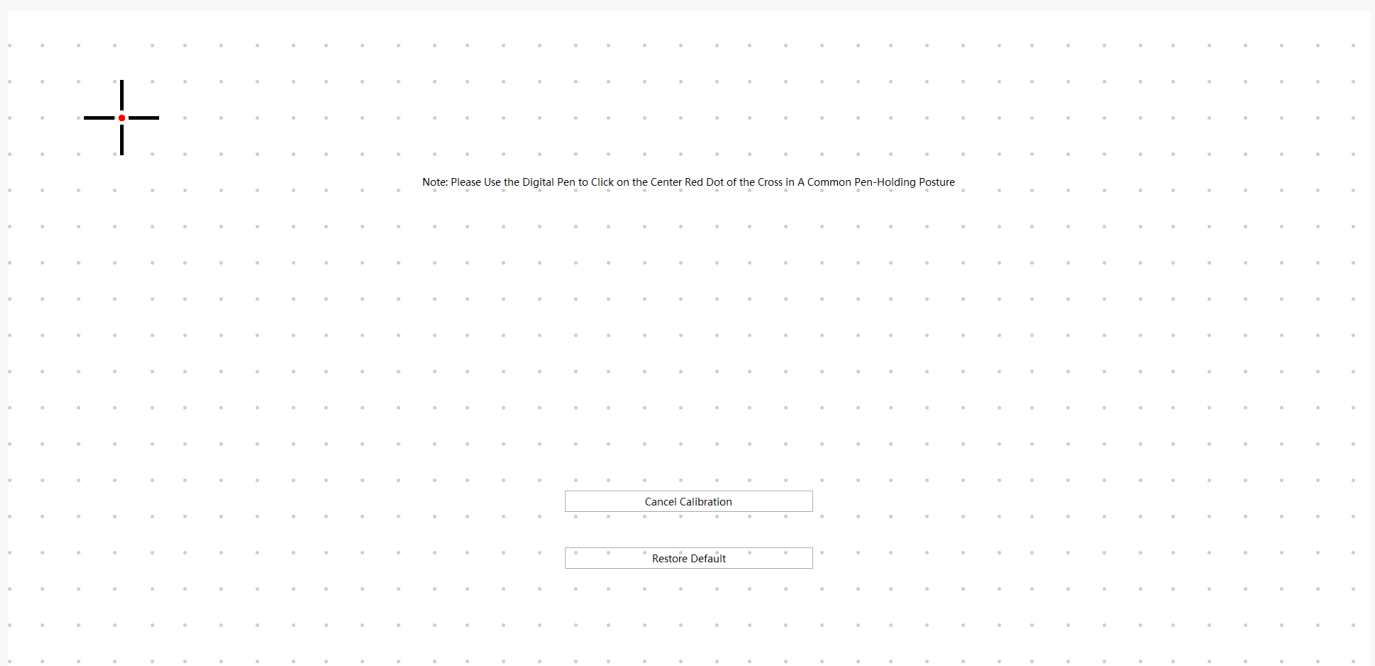 Note: Please Use the Digital Pen to Click on the Center Red Dot of the Cross in A Common Pen-Holding Posture
Cancel Calibration
Restore Default